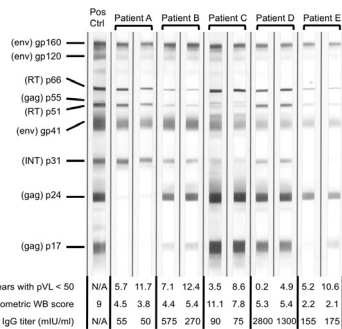 Pos Ctrl Patient A Patient B Patient C Patient D Patient E
(env) gp160
(env) gp120
(RT) p66
(gag) p55
(RT) p51
(env) gp41
(INT) p31
(gag) p24
(gag) p17
ears with pVL < 50 N/A 5.7 11.7 7.1 12.4 3.5 8.6 0.2 4.9 5.2 10.6
ometric WB score 9 4.5 3.8 4.4 5.4 11.1 7.8 5.3 5.4 2.2 2.1
IgG titer (mIU/ml) N/A 55 50 575 270 90 75 2800 1300 155 175